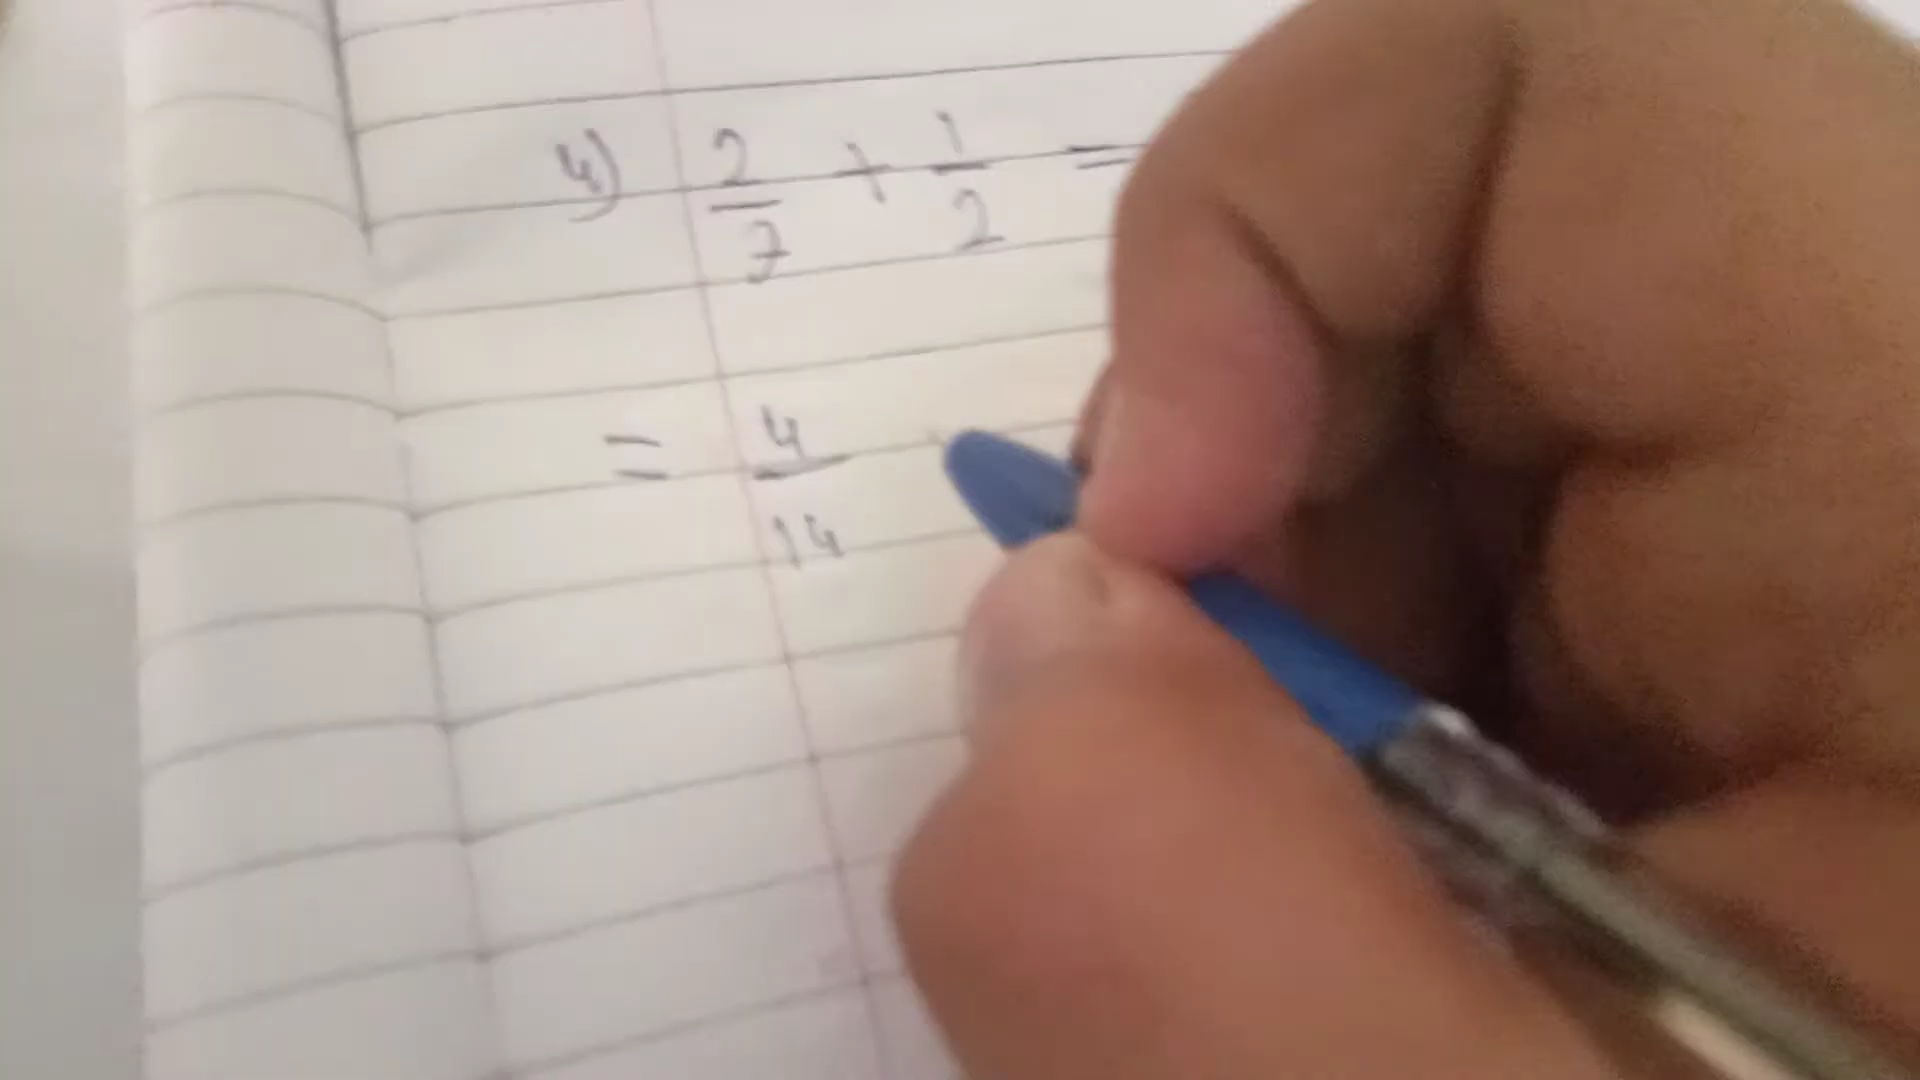 4) 2/7 + 1/2 =
= 4/14